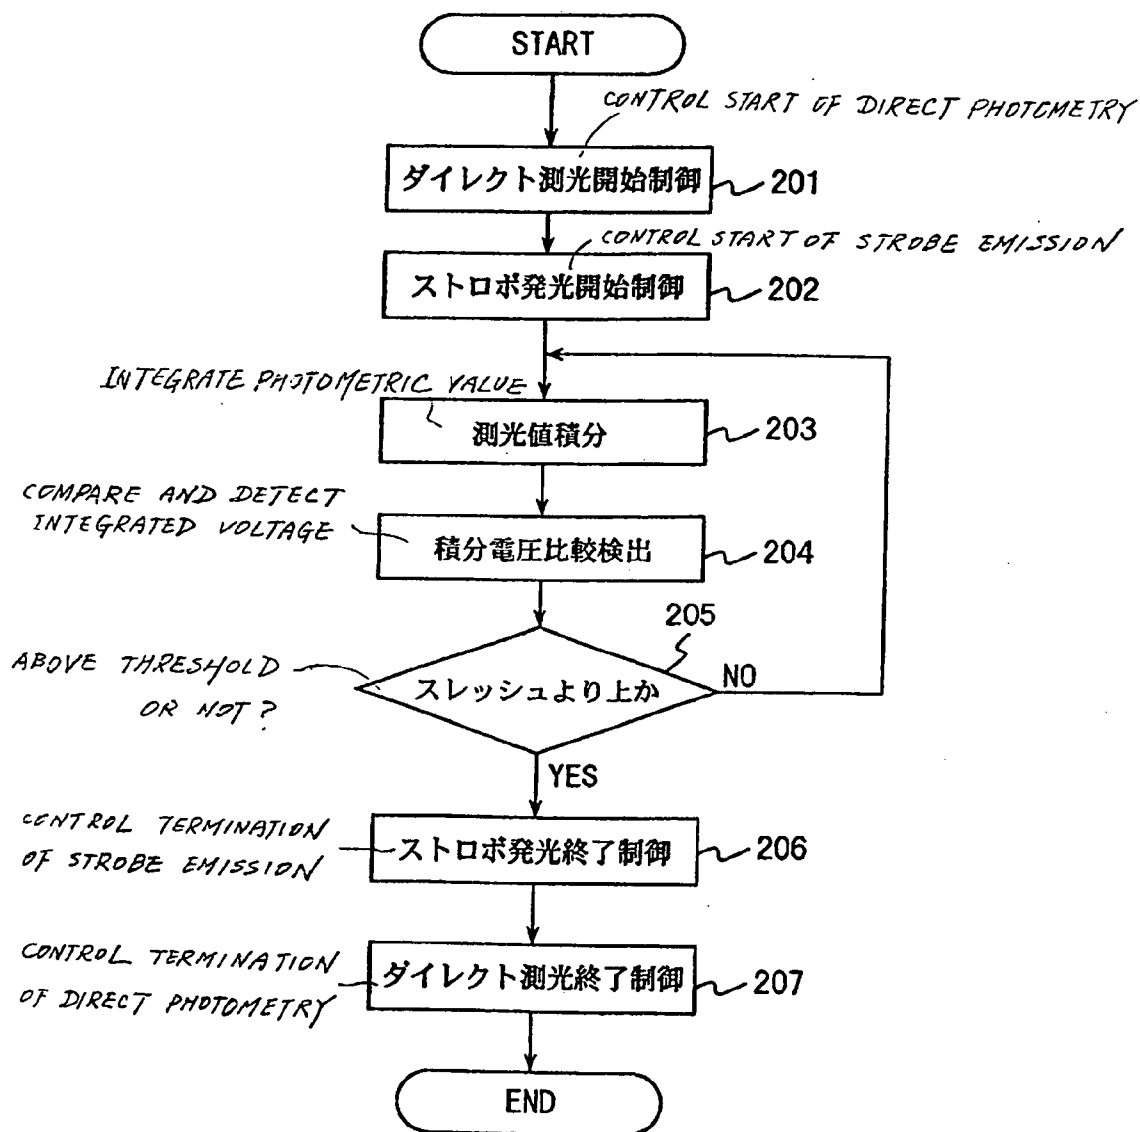 START
CONTROL START OF DIRECT PHOTOMETRY
ダイレクト測光開始制御
201
CONTROL START OF STROBE EMISSION
ストロボ発光開始制御
202
INTEGRATE PHOTOMETRIC VALUE
測光値積分
203
COMPARE AND DETECT
INTEGRATED VOLTAGE
積分電圧比較検出
204
205
ABOVE THRESHOLD
OR NOT?
スレッシュより上か
NO
YES
CONTROL TERMINATION
OF STROBE EMISSION
ストロボ発光終了制御
206
CONTROL TERMINATION
OF DIRECT PHOTOMETRY
ダイレクト測光終了制御
207
END